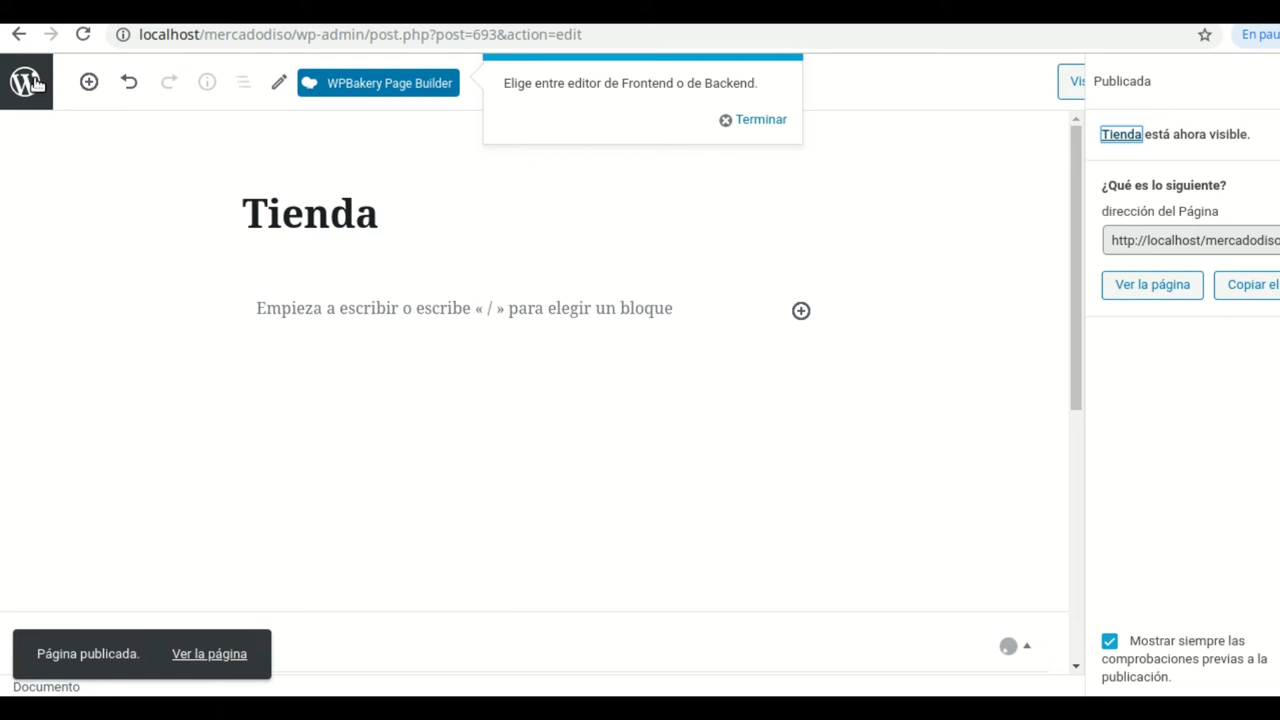 localhost/mercadodiso/wp-admin/post.php?post=693&action=edit
En pau
WPBakery Page Builder
Elige entre editor de Frontend o de Backend.
Terminar
Vis
Publicada
Tienda está ahora visible.
¿Qué es lo siguiente?
dirección del Página
http://localhost/mercadodiso
Ver la página
Copiar el
Tienda
Empieza a escribir o escribe « / » para elegir un bloque
Página publicada.
Ver la página
Mostrar siempre las
comprobaciones previas a la
publicación.
Documento